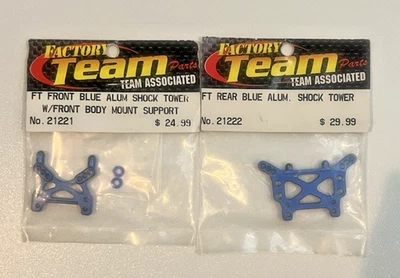 FACTORY
Team Parts
TEAM ASSOCIATED
FT FRONT BLUE ALUM SHOCK TOWER
W/FRONT BODY MOUNT SUPPORT
No. 21221 $ 24.99
FACTORY
Team Parts
TEAM ASSOCIATED
FT REAR BLUE ALUM. SHOCK TOWER
No. 21222 $ 29.99